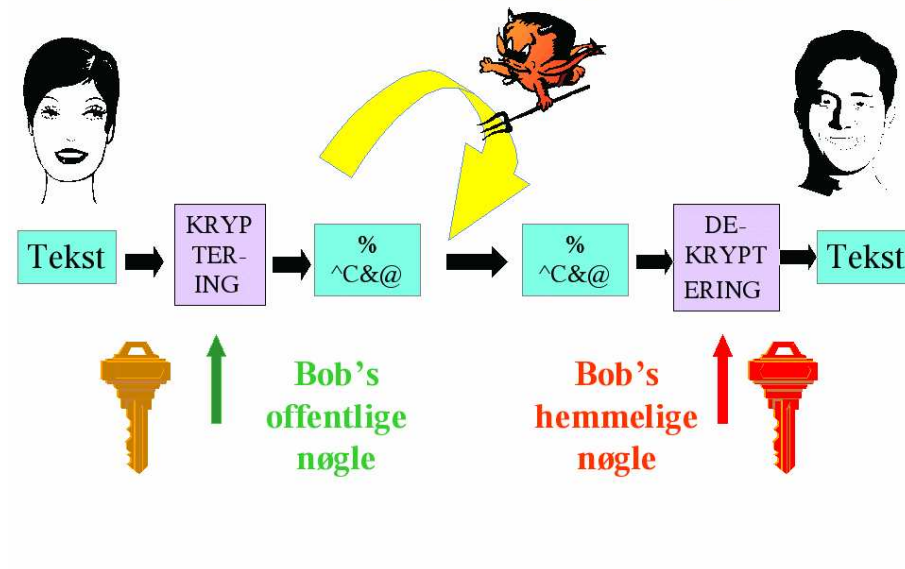 Tekst
KRYP
TER-
ING
%
^C&@
%
^C&@
DE-
KRYPT
ERING
Tekst
Bob’s
offentlige
nøgle
Bob’s
hemmelige
nøgle